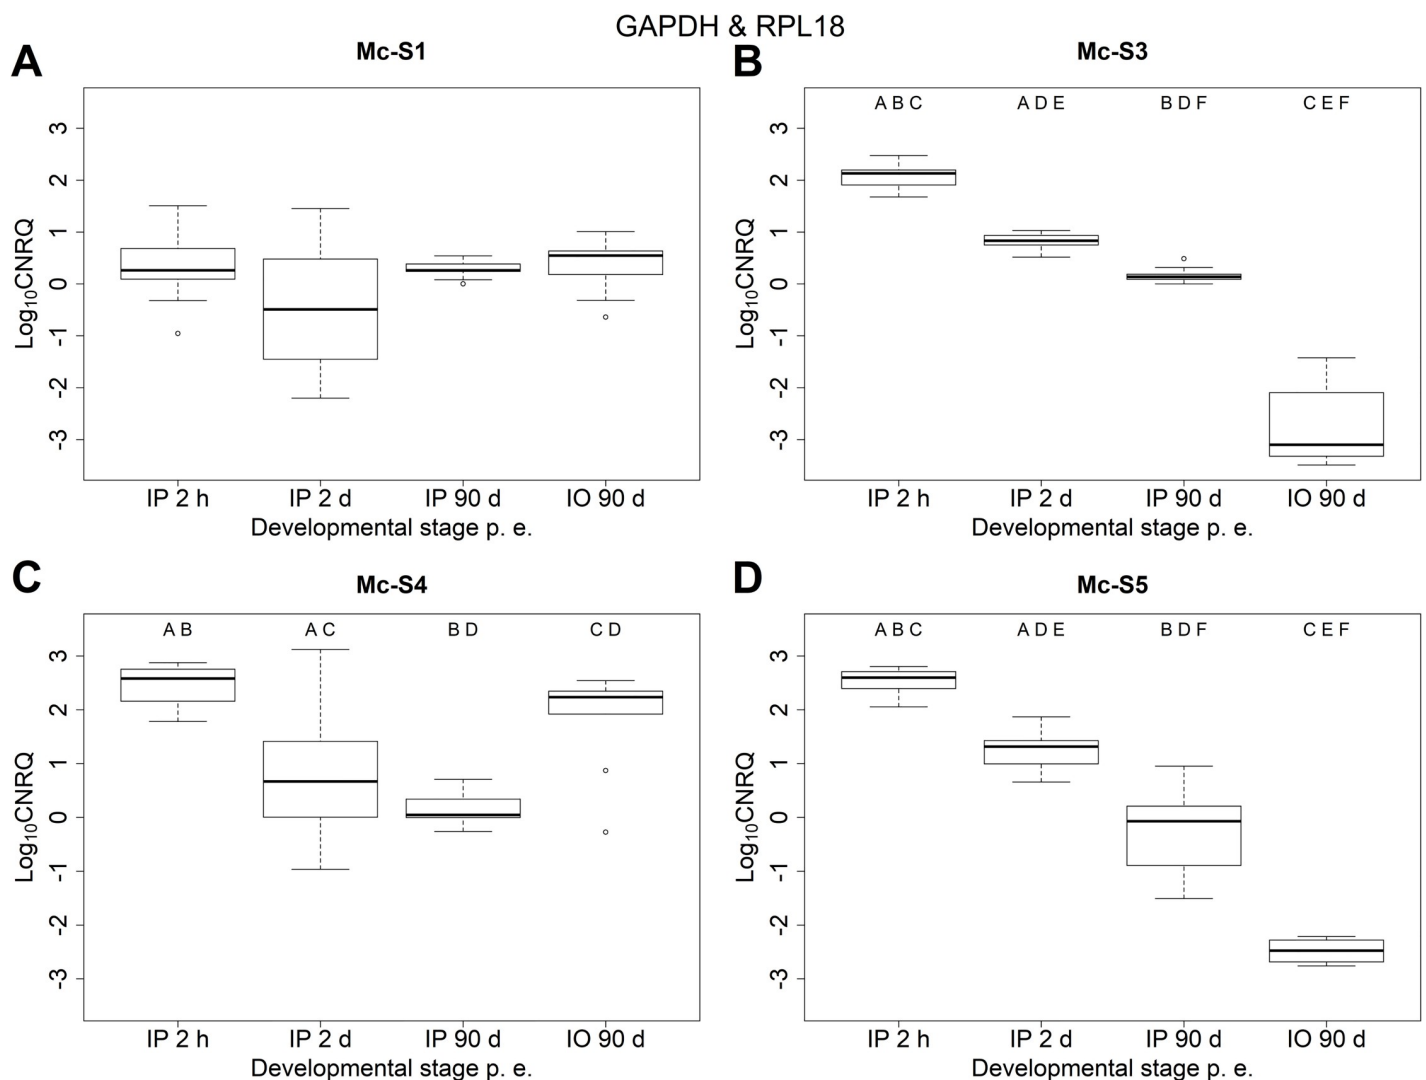 GAPDH & RPL18
A
Mc-S1
3
2
1
0
-1
-2
-3
Log10CNRQ
IP 2 h IP 2 d IP 90 d IO 90 d
Developmental stage p. e.
B
Mc-S3
A B C A D E B D F C E F
3
2
1
0
-1
-2
-3
Log10CNRQ
IP 2 h IP 2 d IP 90 d IO 90 d
Developmental stage p. e.
C
Mc-S4
A B A C B D C D
3
2
1
0
-1
-2
-3
Log10CNRQ
IP 2 h IP 2 d IP 90 d IO 90 d
Developmental stage p. e.
D
Mc-S5
A B C A D E B D F C E F
3
2
1
0
-1
-2
-3
Log10CNRQ
IP 2 h IP 2 d IP 90 d IO 90 d
Developmental stage p. e.